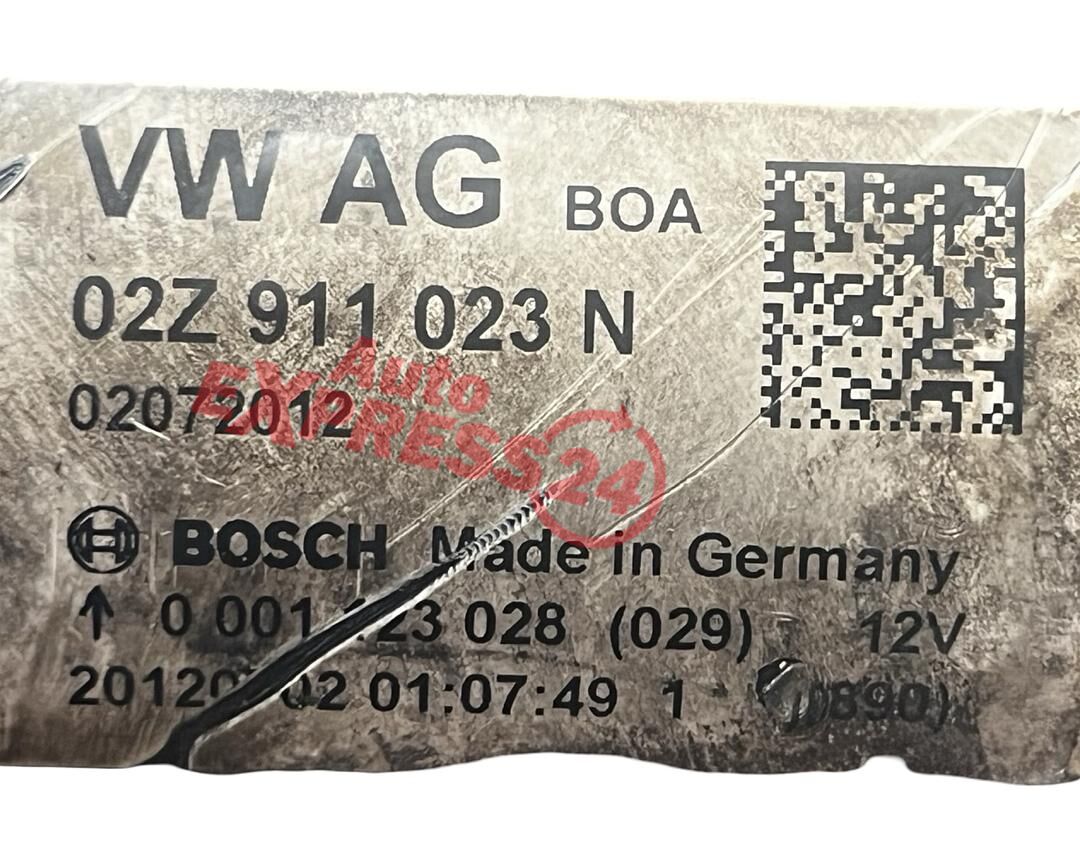 VW AG BOA
02Z 911 023 N
02072012
Auto
EXPRESS24
BOSCH Made in Germany
↑ 0 001 123 028 (029) 12V
01:07:49 1